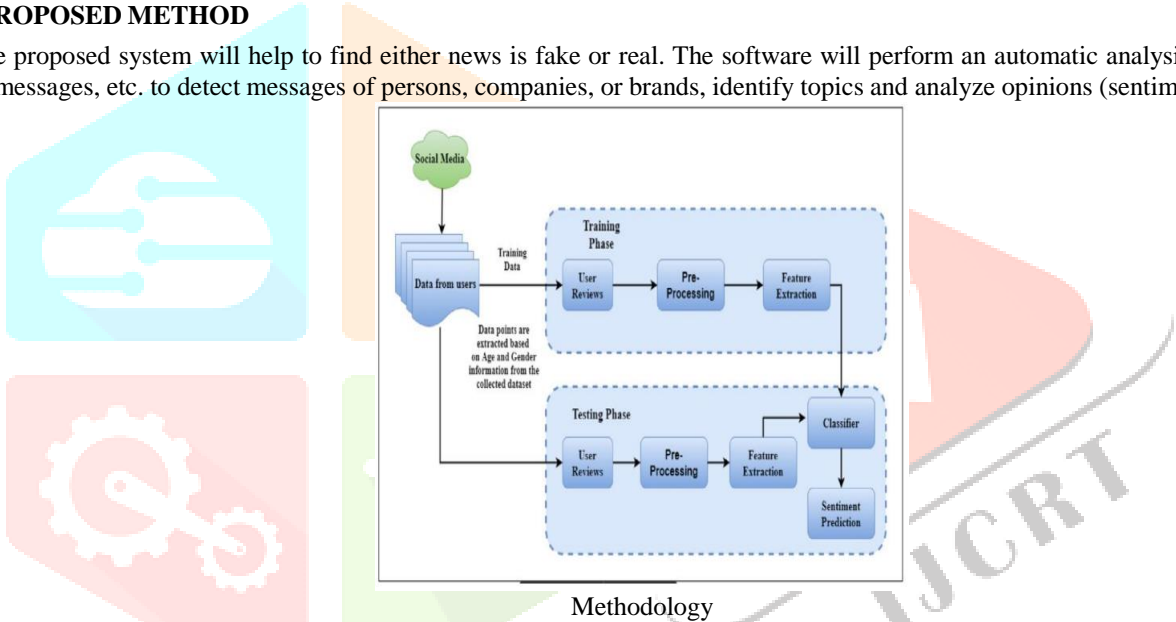 ROPOSED METHOD
e proposed system will help to find either news is fake or real. The software will perform an automatic analysi
messages, etc. to detect messages of persons, companies, or brands, identify topics and analyze opinions (sentim
Social Media
Data from users
Training
Data
Data points are
extracted based
on Age and Gender
information from the
collected dataset
Training
Phase
User
Reviews
Pre-
Processing
Feature
Extraction
Testing Phase
User
Reviews
Pre-
Processing
Feature
Extraction
Classifier
Sentiment
Prediction
Methodology
IJCRT